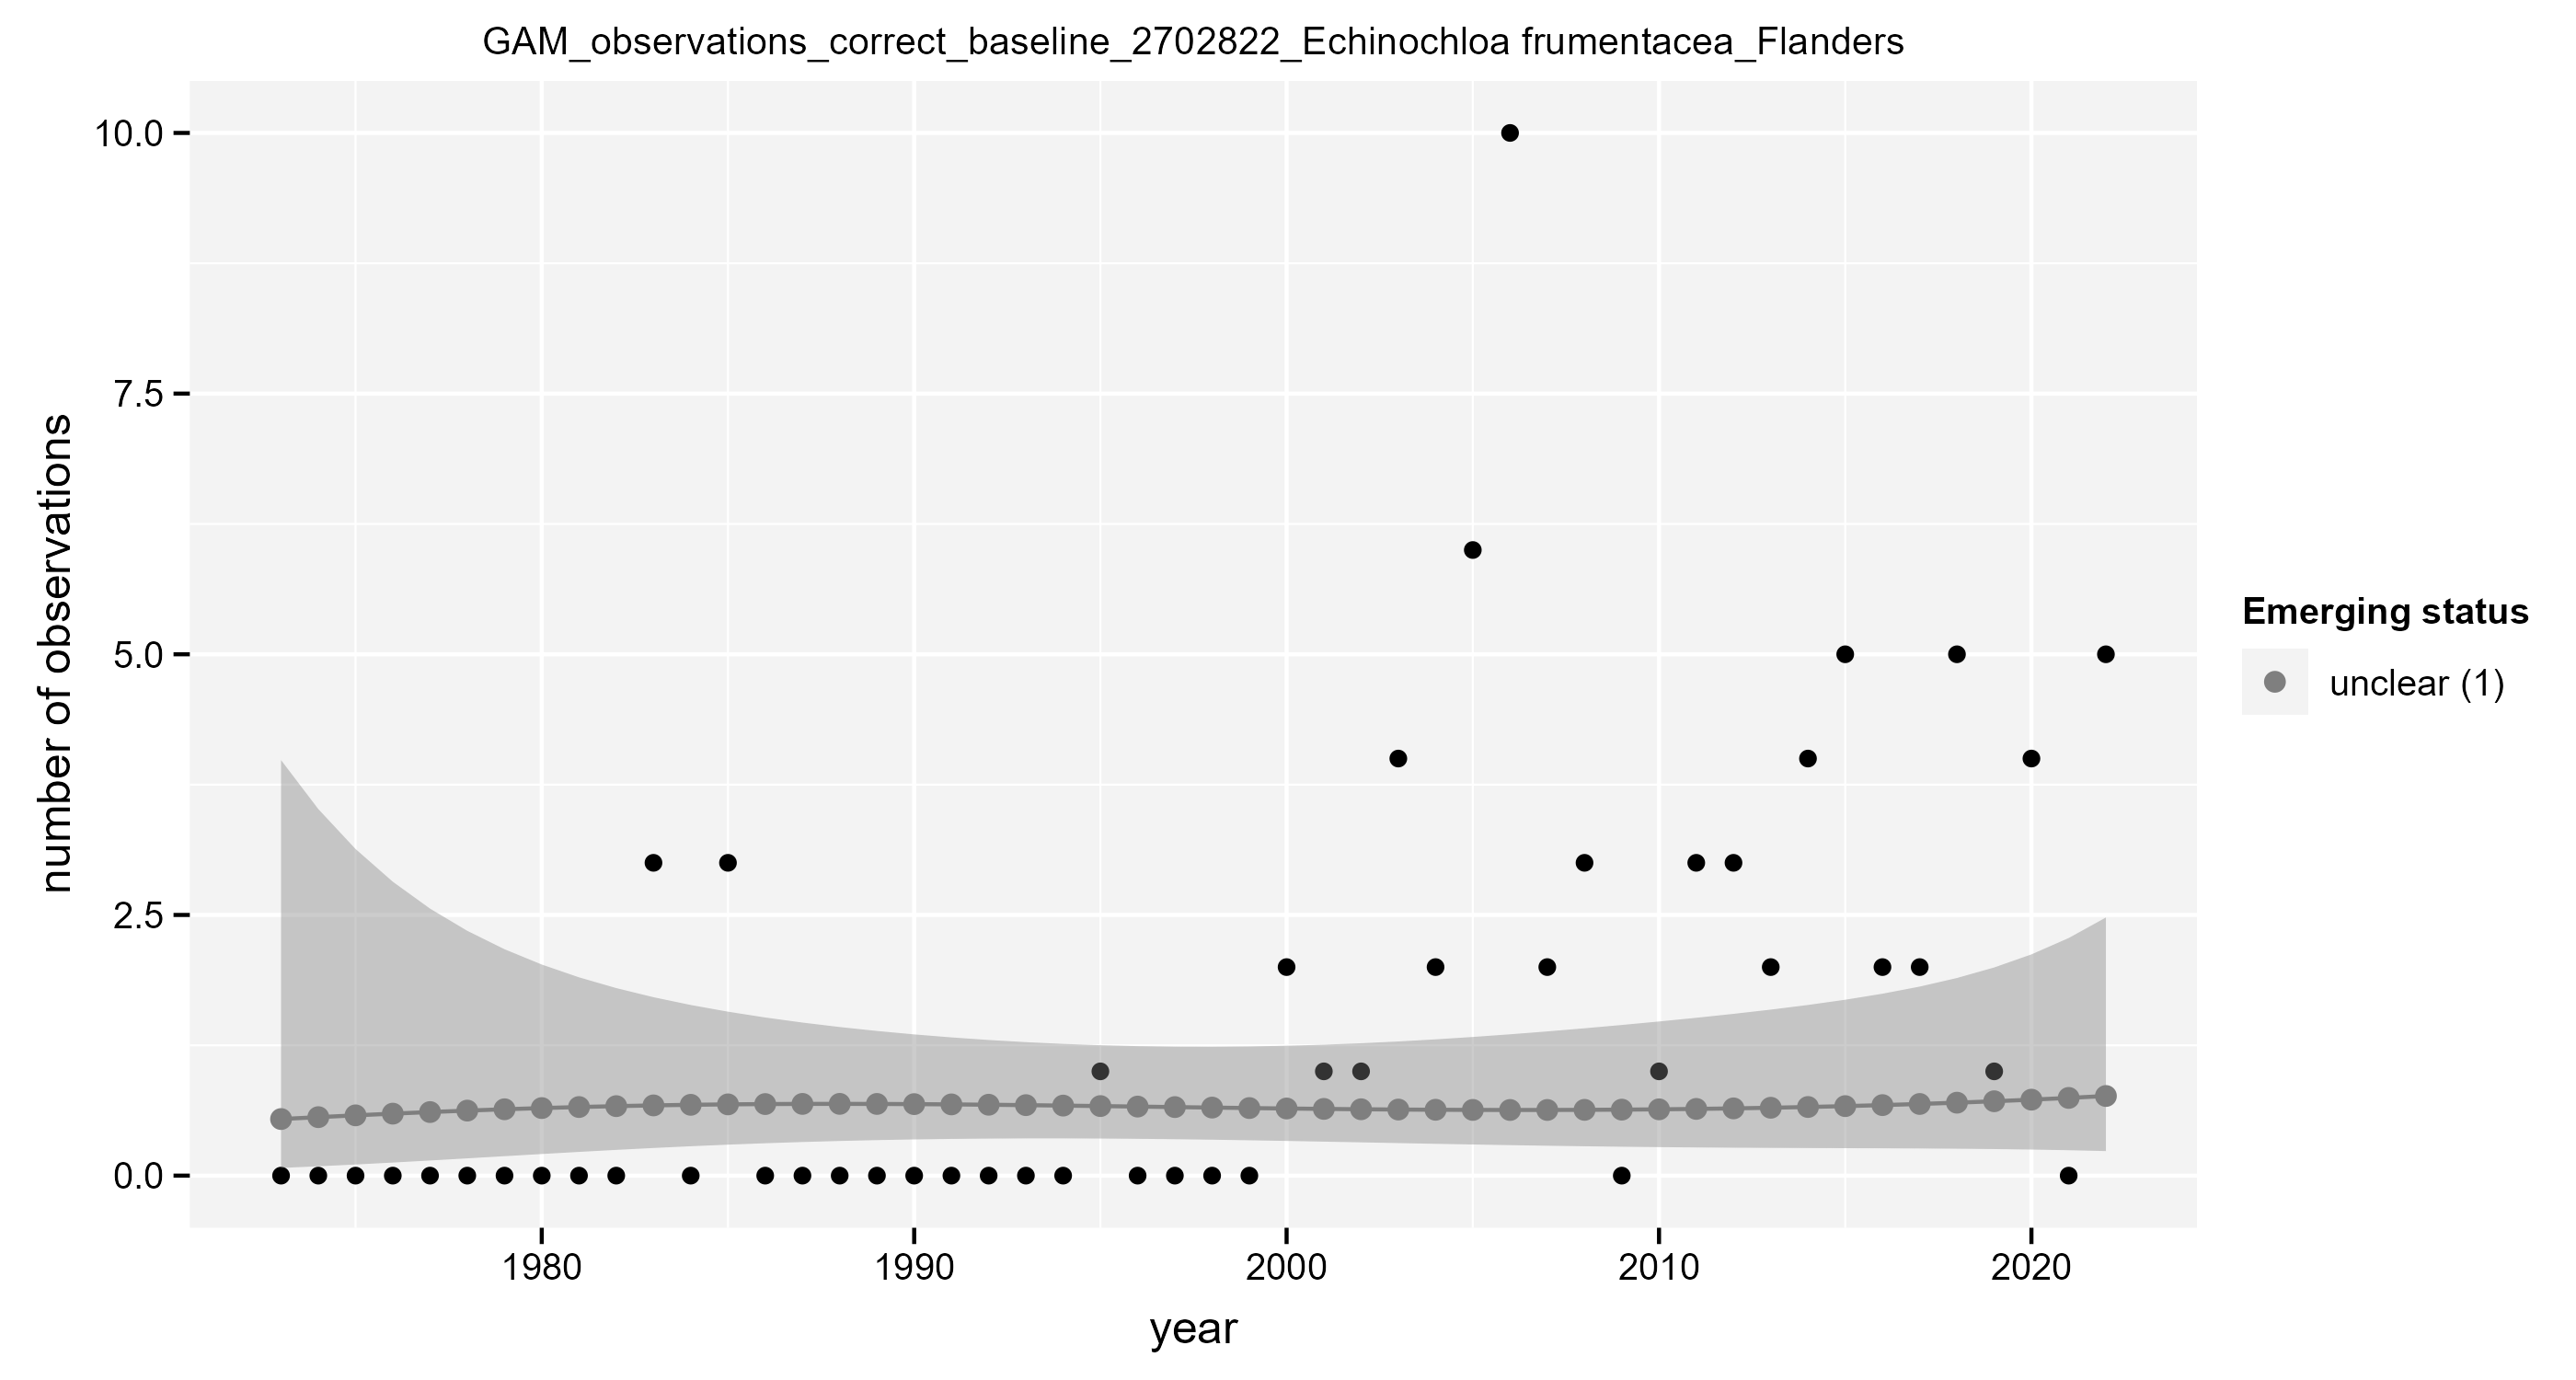 GAM_observations_correct_baseline_2702822_Echinochloa frumentacea_Flanders
number of observations
10.0
7.5
5.0
2.5
0.0
1980 1990 2000 2010 2020
year
Emerging status
unclear (1)